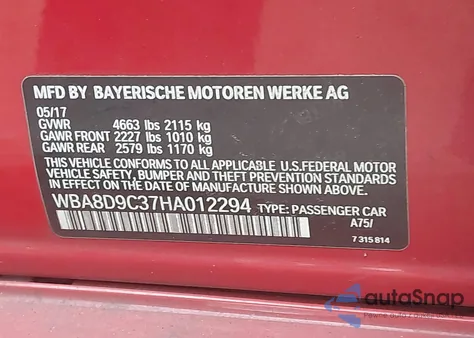 MFD BY BAYERISCHE MOTOREN WERKE AG
05/17
GVWR 4663 lbs 2115 kg
GAWR FRONT 2227 lbs 1010 kg
GAWR REAR 2579 lbs 1170 kg
THIS VEHICLE CONFORMS TO ALL APPLICABLE U.S.FEDERAL MOTOR
VEHICLE SAFETY, BUMPER AND THEFT PREVENTION STANDARDS
IN EFFECT ON THE DATE OF MANUFACTURE SHOWN ABOVE.
WBA8D9C37HA012294 TYPE: PASSENGER CAR
A75/
7 315 814
autoSnap